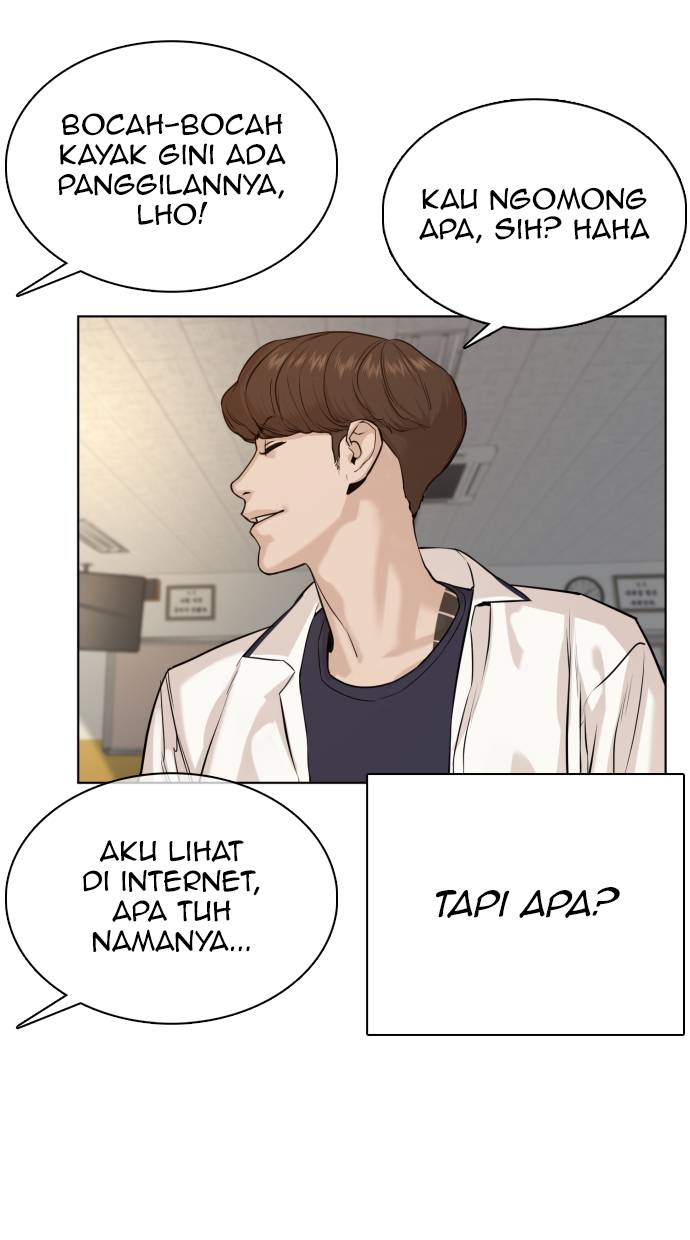 BOCAH-BOCAH
KAYAK GINI ADA
PANGGILANNYA,
LHO!
KAU NGOMONG
APA, SIH? HAHA
AKU LIHAT
DI INTERNET,
APA TUH
NAMANYA...
TAPI APA?